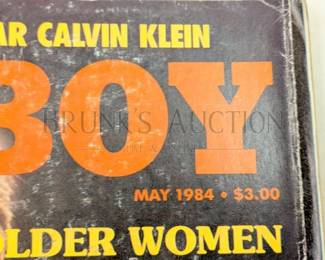 AR CALVIN KLEIN
BOY
BRUNK'S AUCTION
MAY 1984 • $3.00
OLDER WOMEN